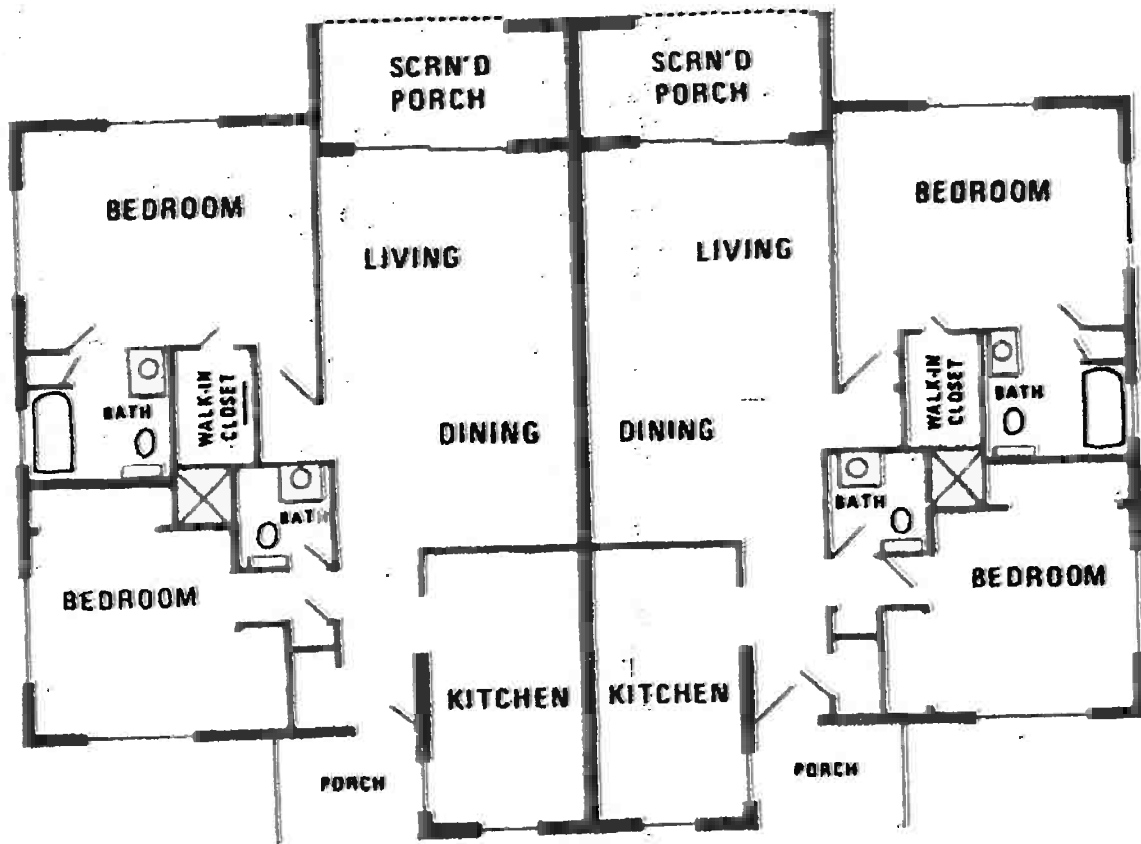 SCRN'D
PORCH
SCRN'D
PORCH
BEDROOM
BEDROOM
LIVING
LIVING
BATH
WALK-IN
CLOSET
DINING
DINING
WALK-IN
CLOSET
BATH
BATH
BATH
BEDROOM
BEDROOM
KITCHEN
KITCHEN
PORCH
PORCH